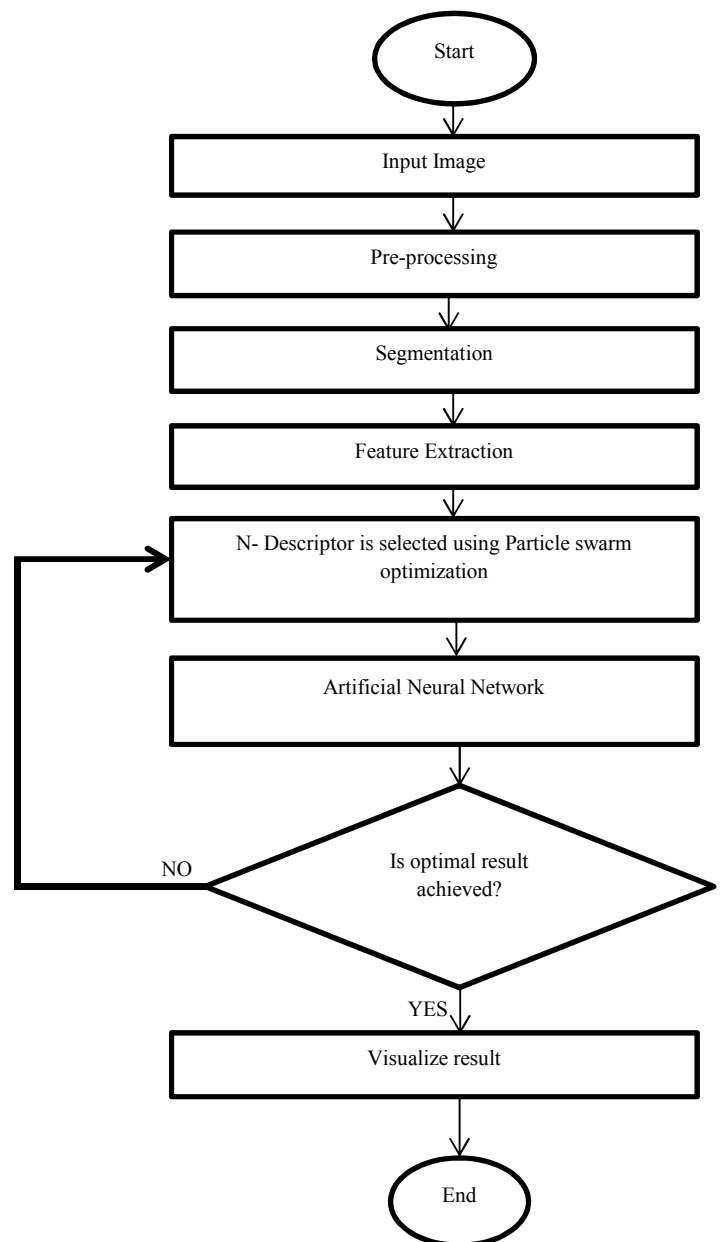 Start
Input Image
Pre-processing
Segmentation
Feature Extraction
N- Descriptor is selected using Particle swarm
optimization
Artificial Neural Network
Is optimal result
achieved?
NO
YES
Visualize result
End